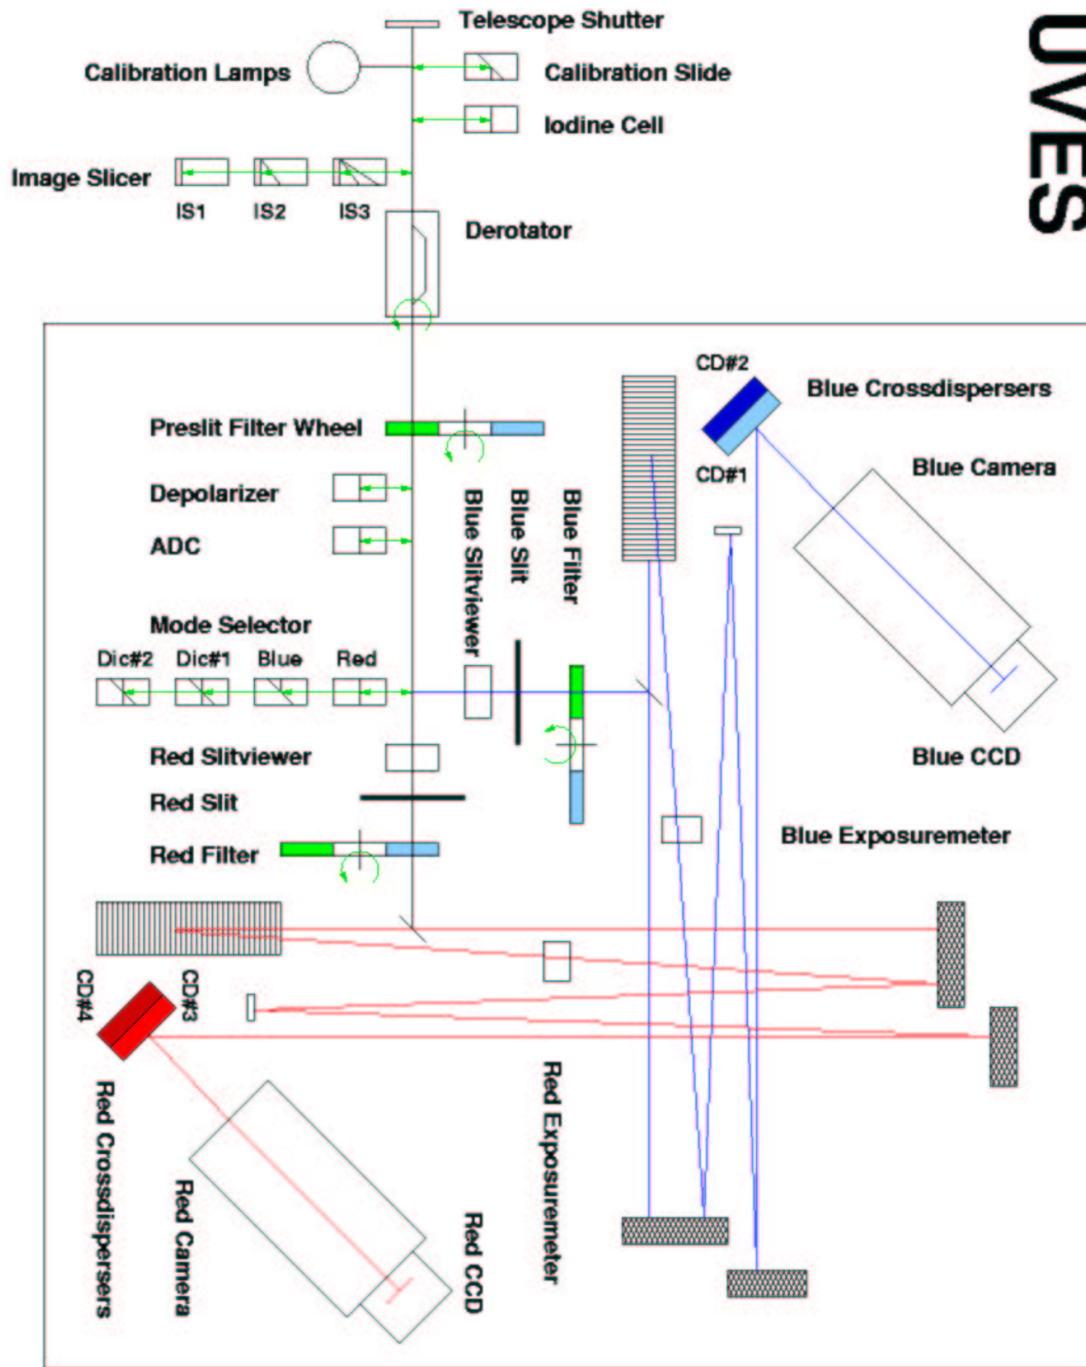 UVES
Telescope Shutter
Calibration Lamps
Calibration Slide
Iodine Cell
Image Slicer
IS1
IS2
IS3
Derotator
CD#2
Blue Crossdispersers
Preslit Filter Wheel
CD#1
Blue Camera
Depolarizer
Blue Slitviewer
Blue Slit
Blue Filter
ADC
Mode Selector
Dic#2
Dic#1
Blue
Red
Red Slitviewer
Blue CCD
Red Slit
Blue Exposuremeter
Red Filter
CD#4
CD#3
Red Crossdispersers
Red Camera
Red CCD
Red Exposuremeter